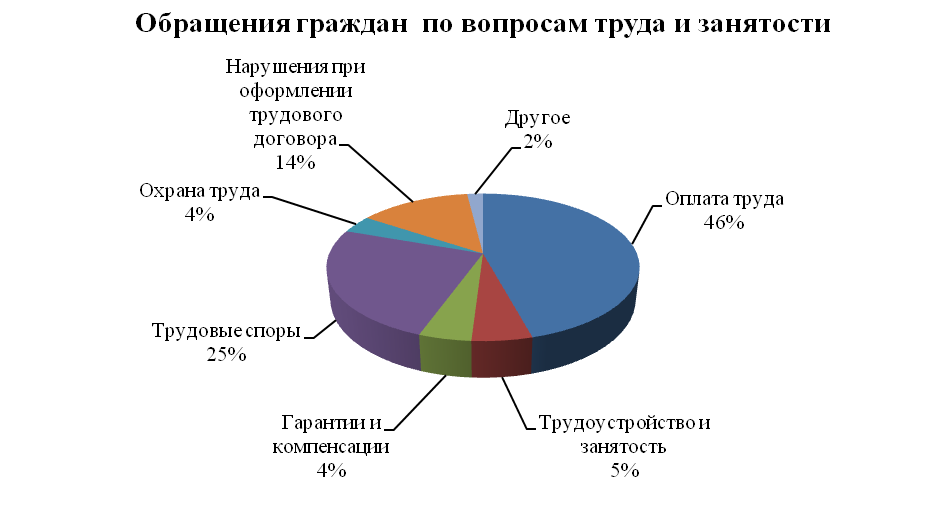 Обращения граждан  по вопросам труда и занятости
Нарушения при
оформлении
трудового
договора
14%
Другое
2%
Охрана труда
4%
Оплата труда
46%
Трудовые споры
25%
Гарантии и
компенсации
4%
Трудоустройство и
занятость
5%